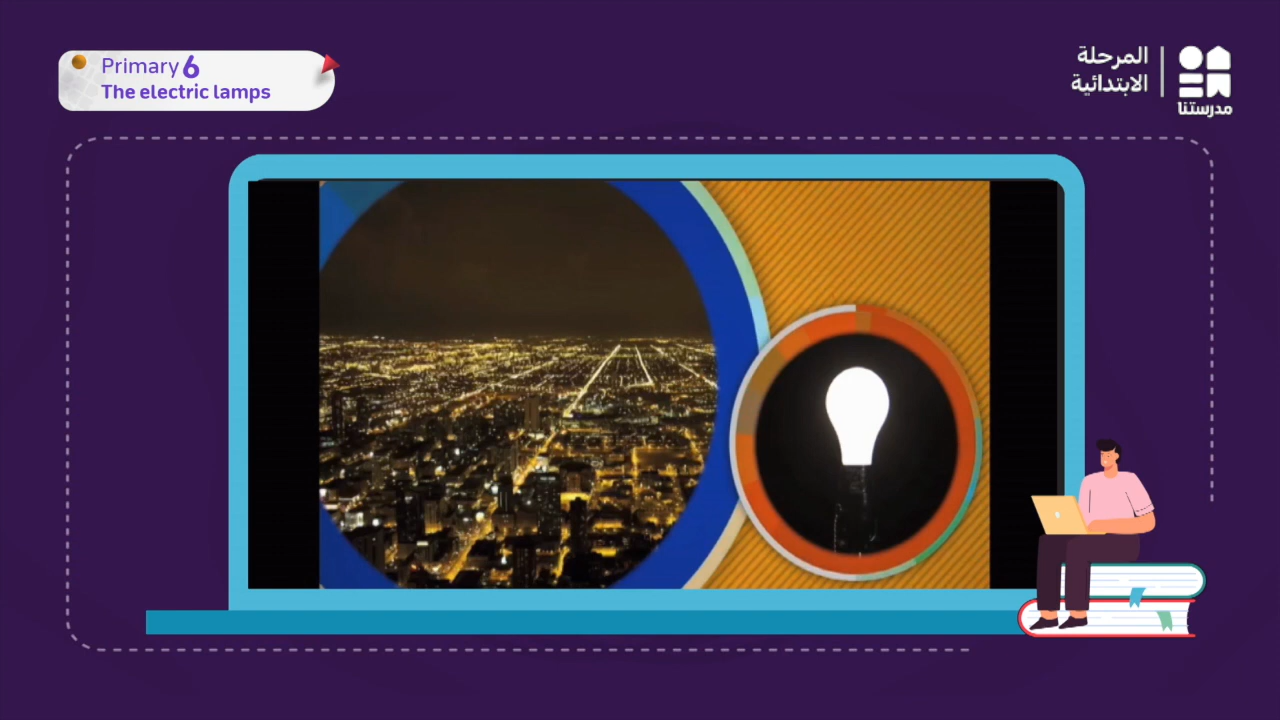 Primary 6
The electric lamps
المرحلة
الابتدائية
مدرستنا